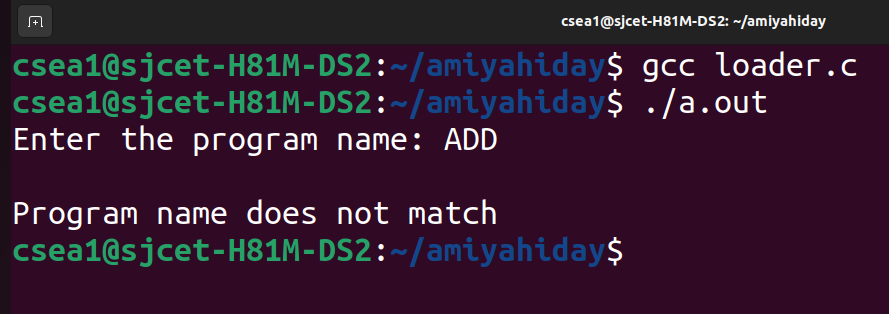 csea1@sjcet-H81M-DS2: ~/amiyahiday
csea1@sjcet-H81M-DS2:~/amiyahiday$ gcc loader.c
csea1@sjcet-H81M-DS2:~/amiyahiday$ ./a.out
Enter the program name: ADD
Program name does not match
csea1@sjcet-H81M-DS2:~/amiyahiday$